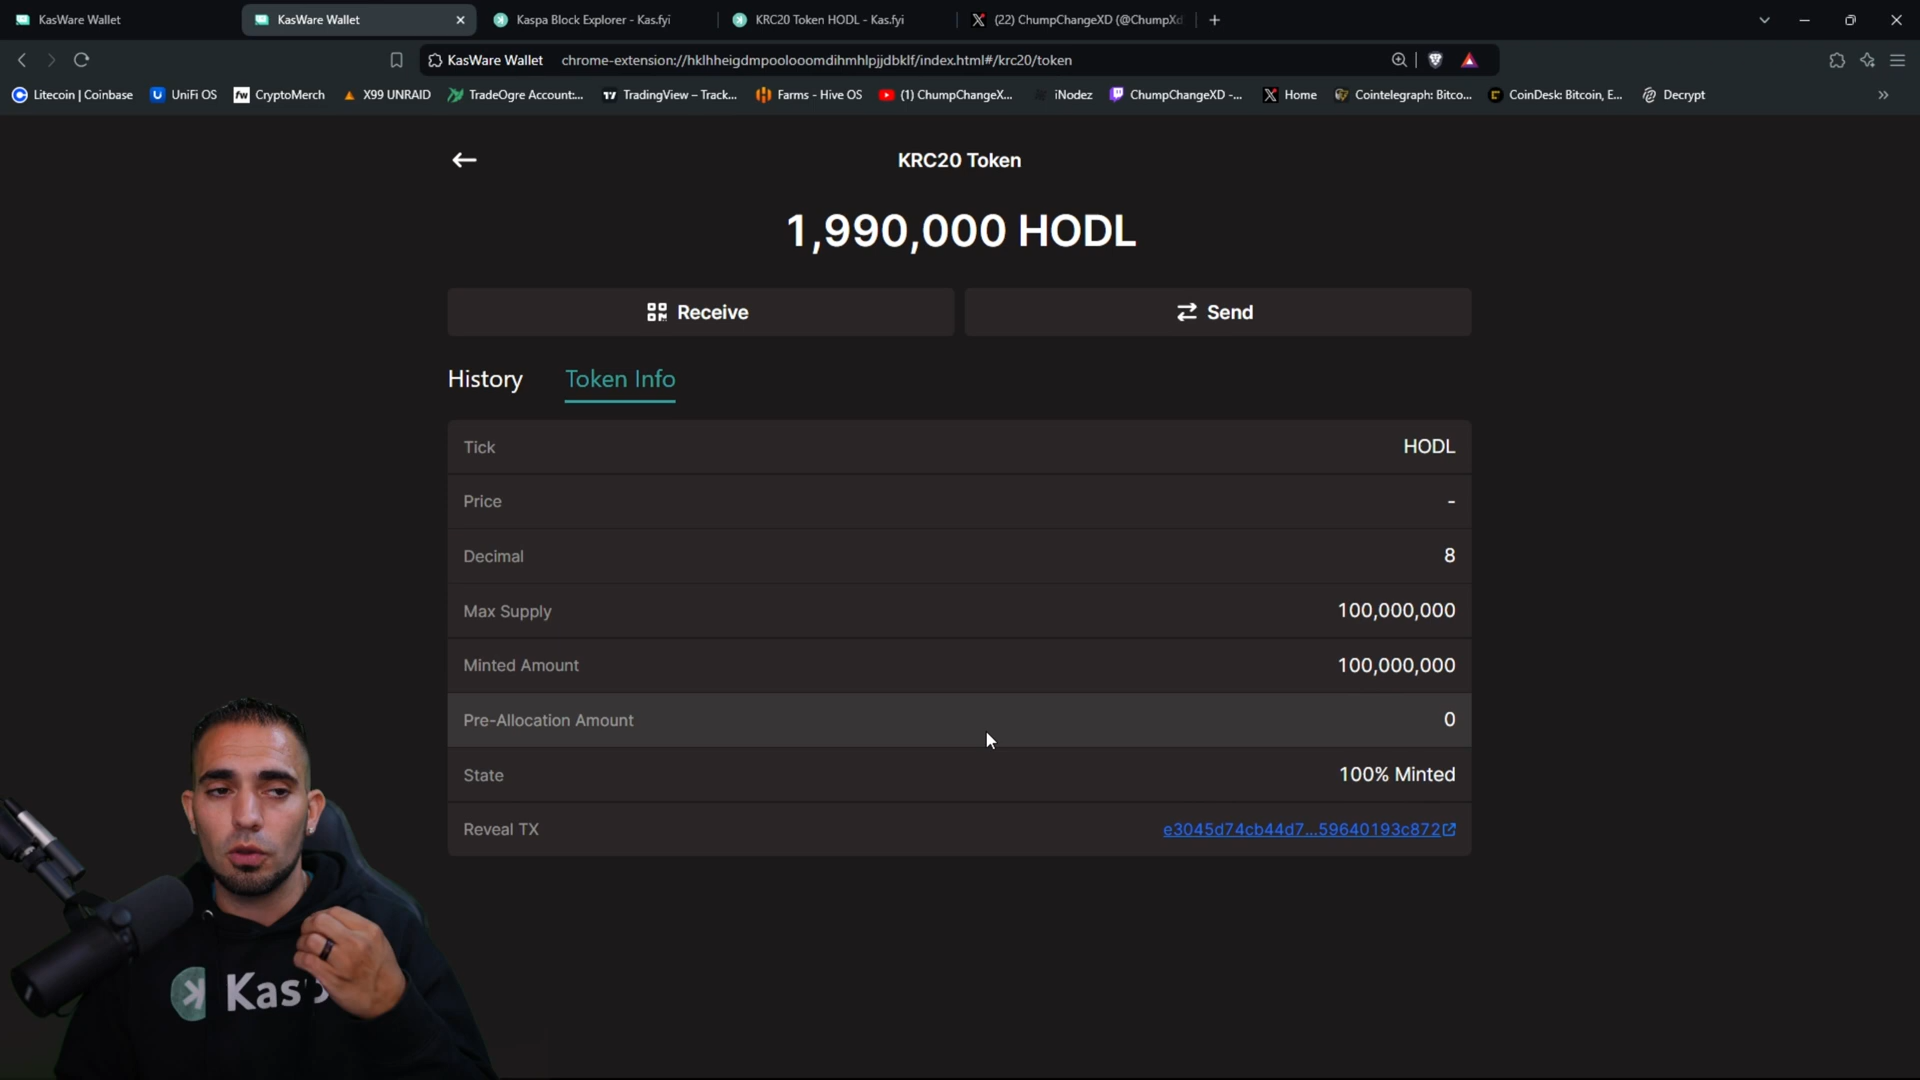 KasWare Wallet
KasWare Wallet
Kaspa Block Explorer - Kas.fyi
KRC20 Token HODL - Kas.fyi
(22) ChumpChangeXD (@ChumpXd
KasWare Wallet chrome-extension://hklhheigdmpoolooomdihmhlpjjdbklf/index.html#/krc20/token
Litecoin | Coinbase
UniFi OS
CryptoMerch
X99 UNRAID
TradeOgre Account:...
TradingView – Track...
Farms - Hive OS
(1) ChumpChangeX...
iNodez
ChumpChangeXD -...
Home
Cointelegraph: Bitco...
CoinDesk: Bitcoin, E...
Decrypt
KRC20 Token
1,990,000 HODL
Receive
Send
History
Token Info
Tick HODL
Price -
Decimal 8
Max Supply 100,000,000
Minted Amount 100,000,000
Pre-Allocation Amount 0
State 100% Minted
Reveal TX e3045d74cb44d7...59640193c872
Kas